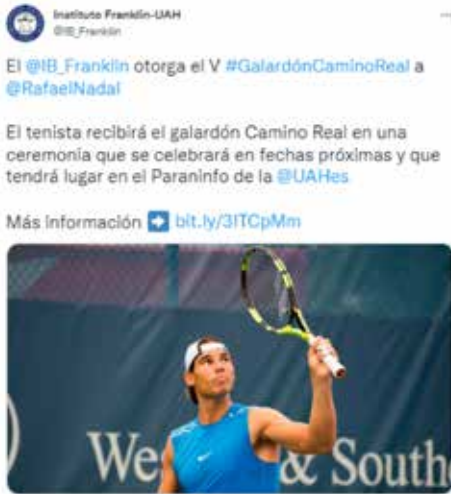 Instituto Franklin-UAH
@IB_Franklin
El @IB_Franklin otorga el V #GalardónCaminoReal a
@RafaelNadal
El tenista recibirá el galardón Camino Real en una
ceremonia que se celebrará en fechas próximas y que
tendrá lugar en el Paraninfo de la @UAHes
Más información ➡ bit.ly/3ITCpMm
Wes & South